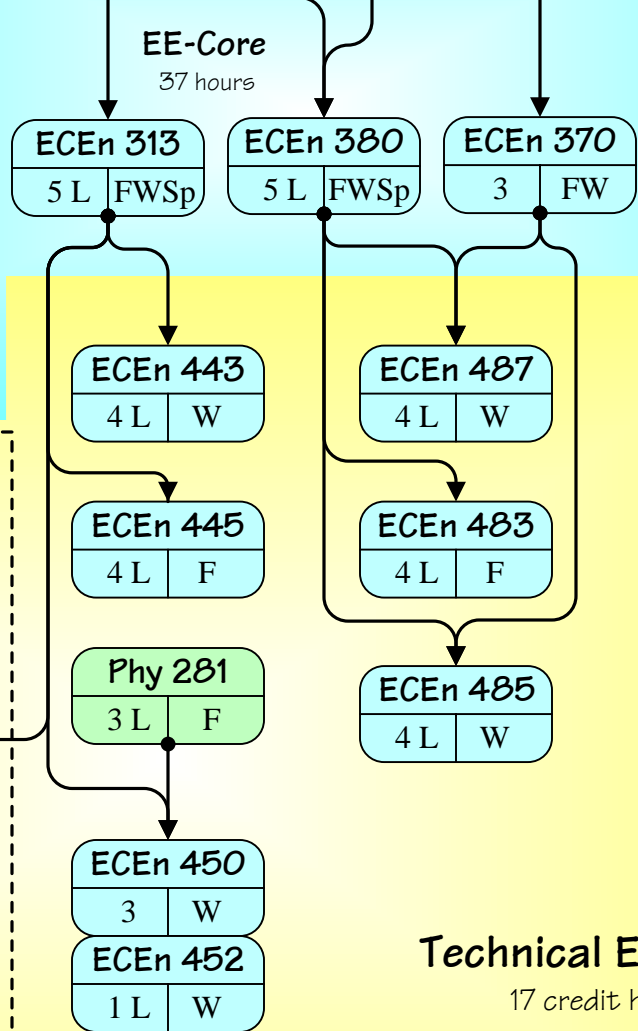 EE-Core
37 hours
ECEn 313
5 L FWSp
ECEn 380
5 L FWSp
ECEn 370
3 FW
ECEn 443
4 L W
ECEn 487
4 L W
ECEn 445
4 L F
ECEn 483
4 L F
Phy 281
3 L F
ECEn 485
4 L W
ECEn 450
3 W
ECEn 452
1 L W
Technical E
17 credit h